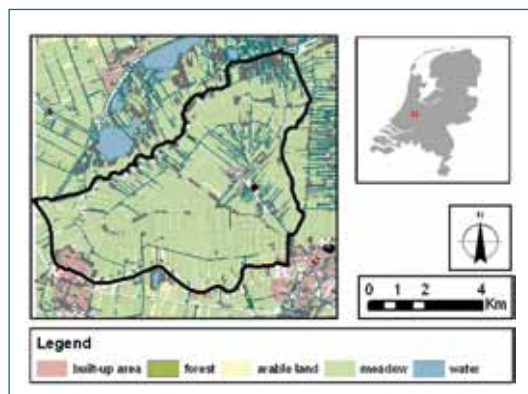 N
0 1 2 4
Km
Legend
built-up area forest arable land meadow water